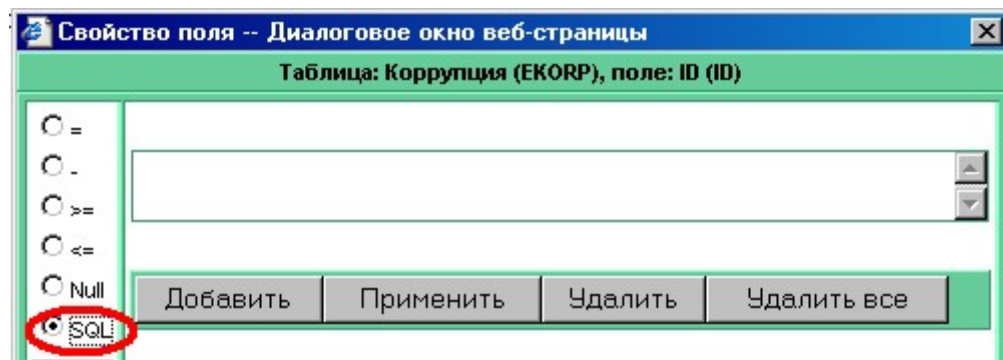 Свойство поля -- Диалоговое окно веб-страницы
Таблица: Коррупция (EKORP), поле: ID (ID)
=
-
>=
<=
Null
SQL
Добавить Применить Удалить Удалить все